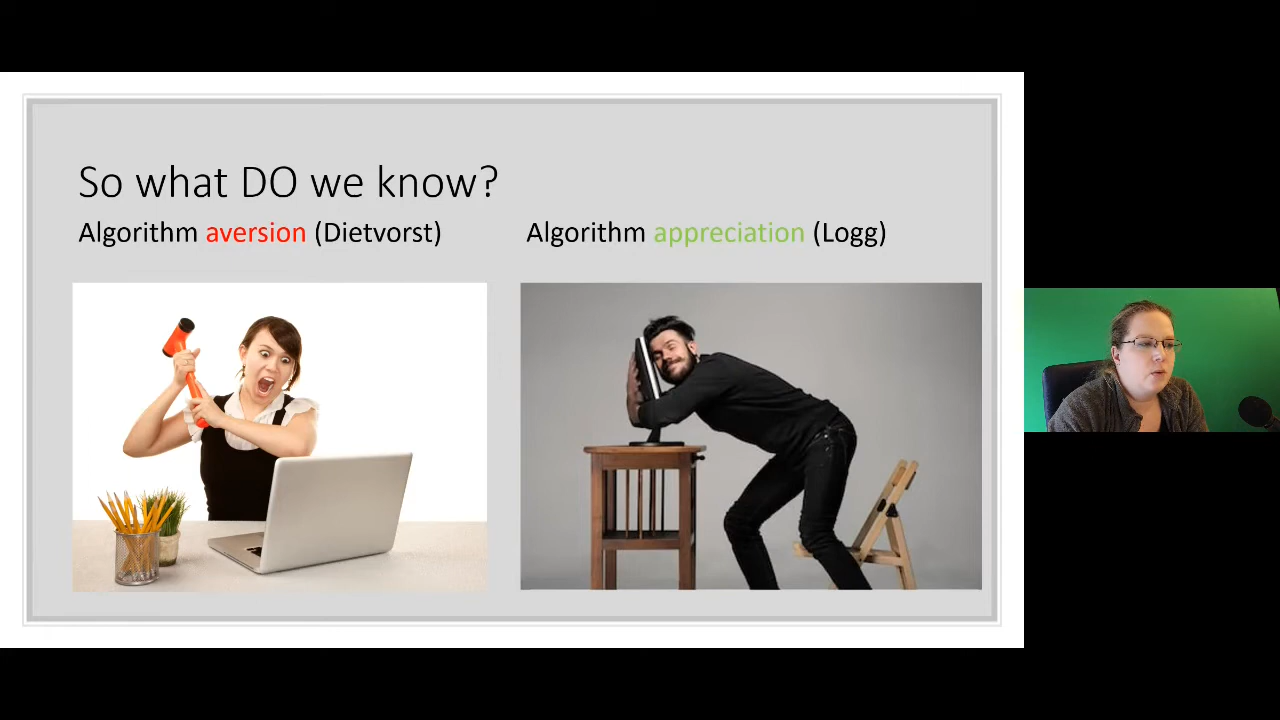 So what DO we know?
Algorithm aversion (Dietvorst)
Algorithm appreciation (Logg)